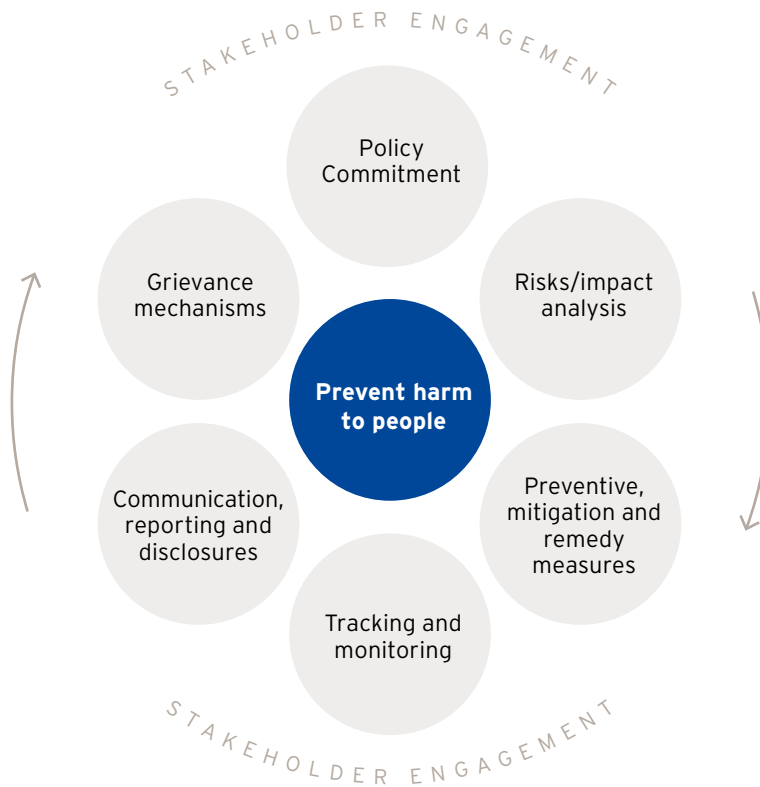 STAKEHOLDER ENGAGEMENT
Policy
Commitment
Grievance
mechanisms
Risks/impact
analysis
Prevent harm
to people
Communication,
reporting and
disclosures
Preventive,
mitigation and
remedy
measures
Tracking and
monitoring
STAKEHOLDER ENGAGEMENT